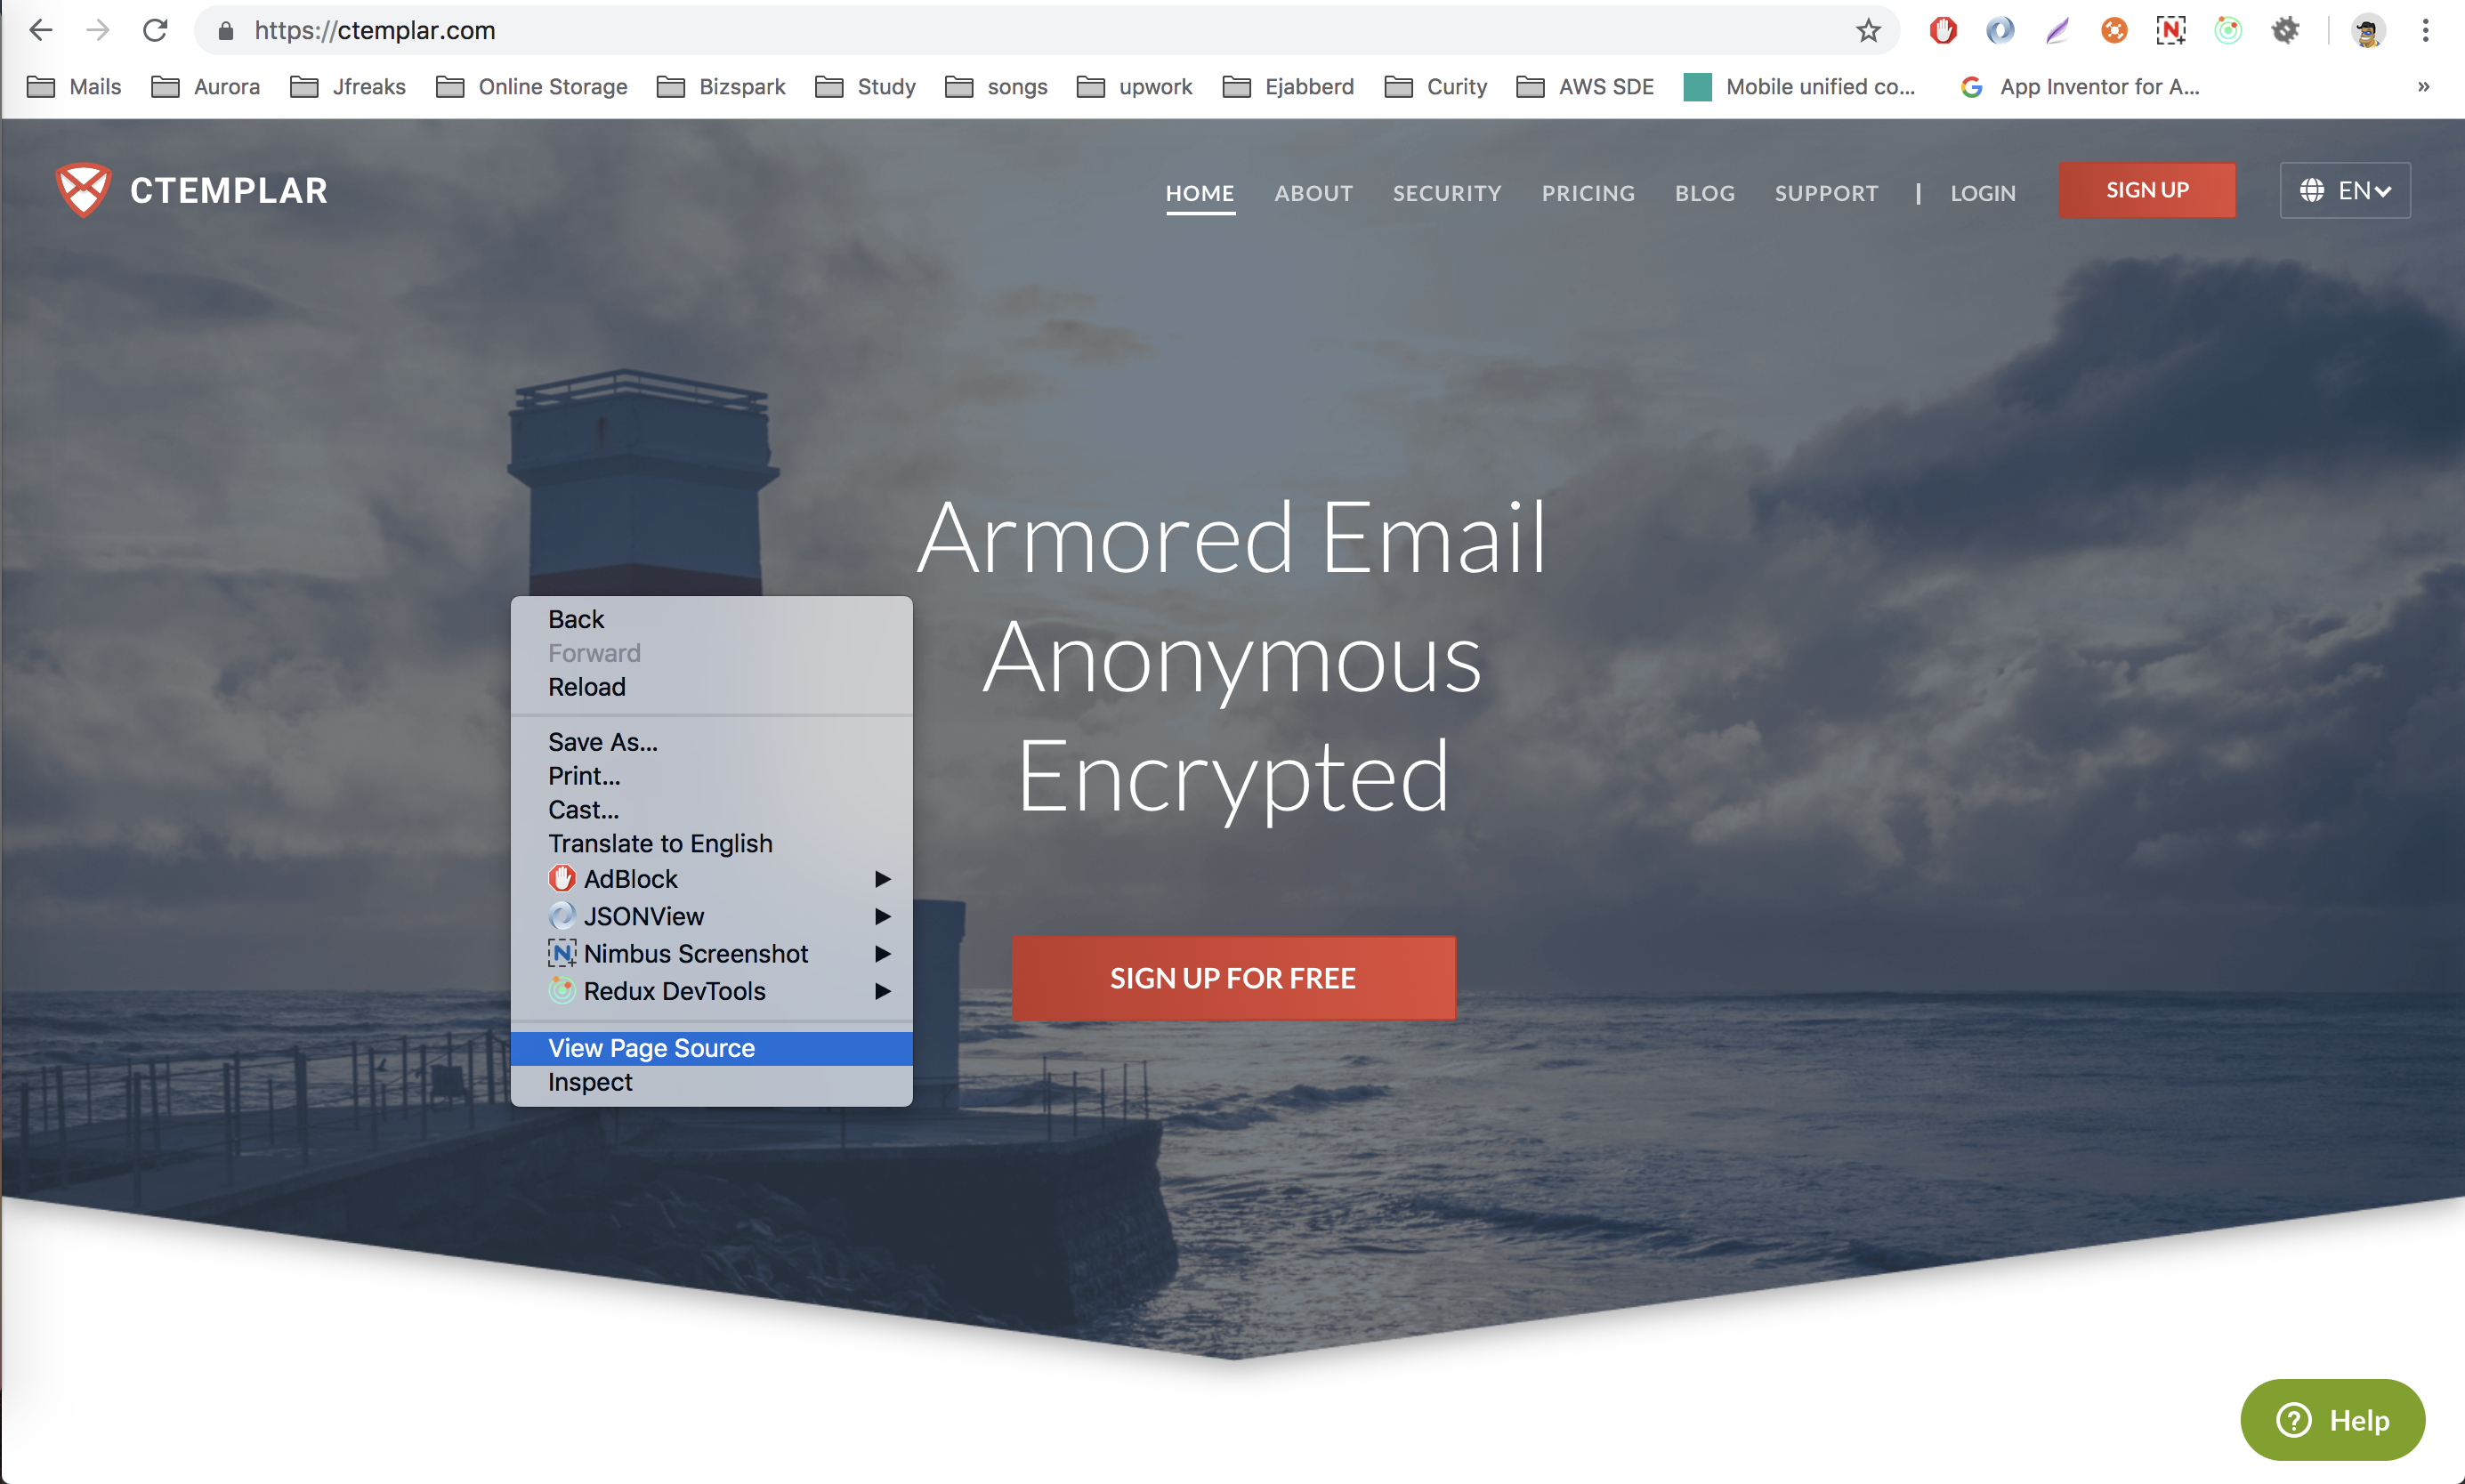 https://ctemplar.com
Mails Aurora Jfreaks Online Storage Bizspark Study songs upwork Ejabberd Curity AWS SDE Mobile unified co... App Inventor for A... »
CTEMPLAR
HOME ABOUT SECURITY PRICING BLOG SUPPORT | LOGIN SIGN UP EN
Armored Email
Anonymous
Encrypted
SIGN UP FOR FREE
Back
Forward
Reload
Save As...
Print...
Cast...
Translate to English
AdBlock
JSONView
N Nimbus Screenshot
Redux DevTools
View Page Source
Inspect
? Help